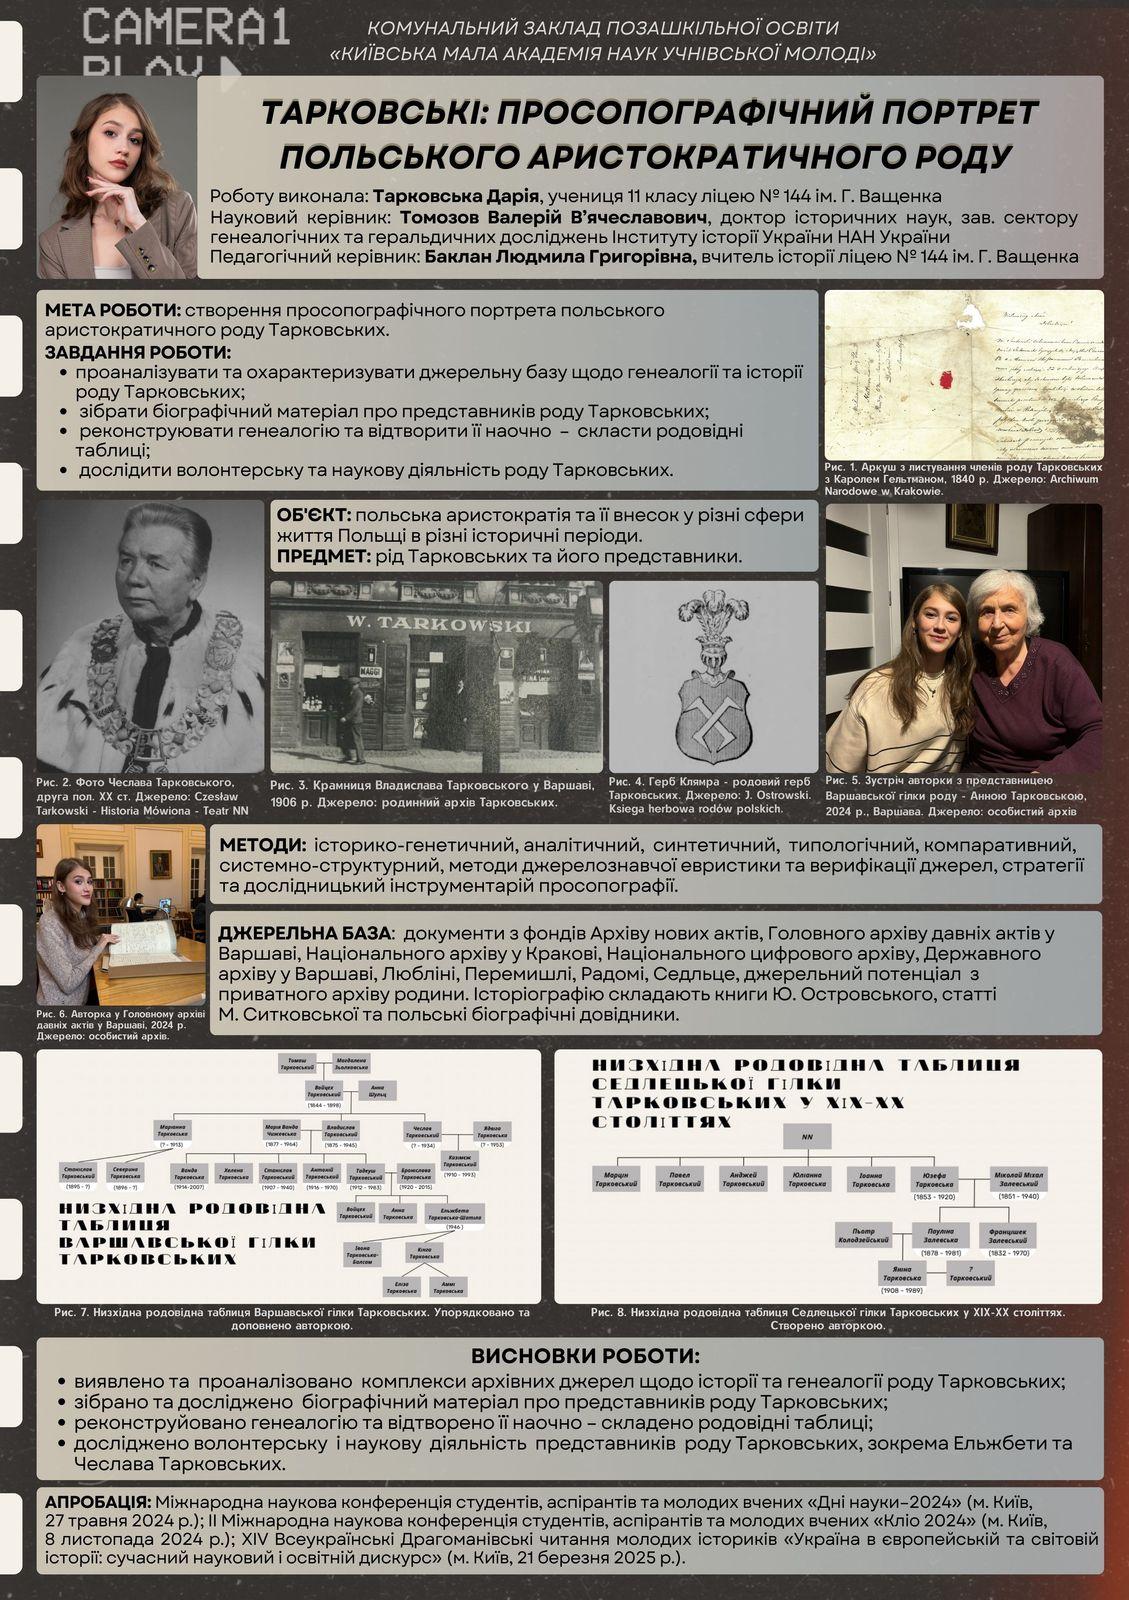 CAMERA1
PLAY
КОМУНАЛЬНИЙ ЗАКЛАД ПОЗАШКІЛЬНОЇ ОСВІТИ
«КИЇВСЬКА МАЛА АКАДЕМІЯ НАУК УЧНІВСЬКОЇ МОЛОДІ»
ТАРКОВСЬКІ: ПРОСОПОГРАФІЧНИЙ ПОРТРЕТ
ПОЛЬСЬКОГО АРИСТОКРАТИЧНОГО РОДУ
Роботу виконала: Тарковська Дарія, учениця 11 класу ліцею № 144 ім. Г. Ващенка
Науковий керівник: Томозов Валерій В’ячеславович, доктор історичних наук, зав. сектору
генеалогічних та геральдичних досліджень Інституту історії України НАН України
Педагогічний керівник: Баклан Людмила Григорівна, вчитель історії ліцею № 144 ім. Г. Ващенка
МЕТА РОБОТИ: створення просопографічного портрета польського
аристократичного роду Тарковських.
ЗАВДАННЯ РОБОТИ:
• проаналізувати та охарактеризувати джерельну базу щодо генеалогії та історії
роду Тарковських;
• зібрати біографічний матеріал про представників роду Тарковських;
• реконструювати генеалогію та відтворити її наочно – скласти родовідні
таблиці;
• дослідити волонтерську та наукову діяльність роду Тарковських.
Рис. 1. Аркуш з листування членів роду Тарковських
з Каролем Гельтманом, 1840 р. Джерело: Archiwum
Narodowe w Krakowie.
ОБ'ЄКТ: польська аристократія та її внесок у різні сфери
життя Польщі в різні історичні періоди.
ПРЕДМЕТ: рід Тарковських та його представники.
W. TARKOWSKI
MAGGI
Рис. 2. Фото Чеслава Тарковського,
друга пол. ХХ ст. Джерело: Czesław
Tarkowski - Historia Mówiona - Teatr NN
Рис. 3. Крамниця Владислава Тарковського у Варшаві,
1906 р. Джерело: родинний архів Тарковських.
Рис. 4. Герб Клямра - родовий герб
Тарковських. Джерело: J. Ostrowski.
Księga herbowa rodów polskich.
Рис. 5. Зустріч авторки з представницею
Варшавської гілки роду - Анною Тарковською,
2024 р., Варшава. Джерело: особистий архів
МЕТОДИ: історико-генетичний, аналітичний, синтетичний, типологічний, компаративний,
системно-структурний, методи джерелознавчої евристики та верифікації джерел, стратегії
та дослідницький інструментарій просопографії.
ДЖЕРЕЛЬНА БАЗА: документи з фондів Архіву нових актів, Головного архіву давніх актів у
Варшаві, Національного архіву у Кракові, Національного цифрового архіву, Державного
архіву у Варшаві, Любліні, Перемишлі, Радомі, Седльце, джерельний потенціал з
приватного архіву родини. Історіографію складають книги Ю. Островського, статті
М. Ситковської та польські біографічні довідники.
Рис. 6. Авторка у Головному архіві
давніх актів у Варшаві, 2024 р.
Джерело: особистий архів.
Томаш Тарковський
Магдалена Зьолковська
Войцех Тарковський
(1844 - 1898)
Анна Шульц
Маріанна Тарковська
(? - 1913)
Марія Ванда Чижевська
(1877 - 1964)
Владислав Тарковський
(1875 - 1945)
Чеслав Тарковський
(? - 1934)
Ядвіга Тарковська
(? - 1953)
Станіслав Тарковський
(1895 - ?)
Северина Тарковська
(1896 - ?)
Ванда Тарковська
(1914-2007)
Хелена Тарковська
Станіслав Тарковський
(1907 - 1940)
Антоній Тарковський
(1916 - 1970)
Тадеуш Тарковський
(1912 - 1983)
Броніслава Тарковська
(1920 - 2015)
Казімєж Тарковський
(1910 - 1993)
Войцех Тарковський
Анна Тарковська
Ельжбета Тарковська-Шатила
(1946 )
Івона Тарковська-Балсам
Кінга Тарковська
Еліза Тарковська
Аммі Тарковська
НИЗХІДНА РОДОВІДНА
ТАБЛИЦЯ
ВАРШАВСЬКОЇ ГІЛКИ
ТАРКОВСЬКИХ
НИЗХІДНА РОДОВІДНА ТАБЛИЦЯ
СЕДЛЕЦЬКОЇ ГІЛКИ
ТАРКОВСЬКИХ У ХІХ-ХХ
СТОЛІТТЯХ
NN
Марцін Тарковський
Павел Тарковський
Анджей Тарковський
Юліанна Тарковська
Іоанна Тарковська
Юзефа Тарковська
(1853 - 1920)
Міколай Міхал Залевський
(1851 - 1940)
Пьотр Колодзейський
Пауліна Залевська
(1878 - 1981)
Францишек Залевський
(1832 - 1970)
Яніна Тарковська
(1908 - 1989)
? Тарковський
Рис. 7. Низхідна родовідна таблиця Варшавської гілки Тарковських. Упорядковано та
доповнено авторкою.
Рис. 8. Низхідна родовідна таблиця Седлецької гілки Тарковських у ХІХ-ХХ століттях.
Створено авторкою.
ВИСНОВКИ РОБОТИ:
• виявлено та проаналізовано комплекси архівних джерел щодо історії та генеалогії роду Тарковських;
• зібрано та досліджено біографічний матеріал про представників роду Тарковських;
• реконструйовано генеалогію та відтворено її наочно – складено родовідні таблиці;
• досліджено волонтерську і наукову діяльність представників роду Тарковських, зокрема Ельжбети та
Чеслава Тарковських.
АПРОБАЦІЯ: Міжнародна наукова конференція студентів, аспірантів та молодих вчених «Дні науки–2024» (м. Київ,
27 травня 2024 р.); ІІ Міжнародна наукова конференція студентів, аспірантів та молодих вчених «Кліо 2024» (м. Київ,
8 листопада 2024 р.); XIV Всеукраїнські Драгоманівські читання молодих істориків «Україна в європейській та світовій
історії: сучасний науковий і освітній дискурс» (м. Київ, 21 березня 2025 р.).